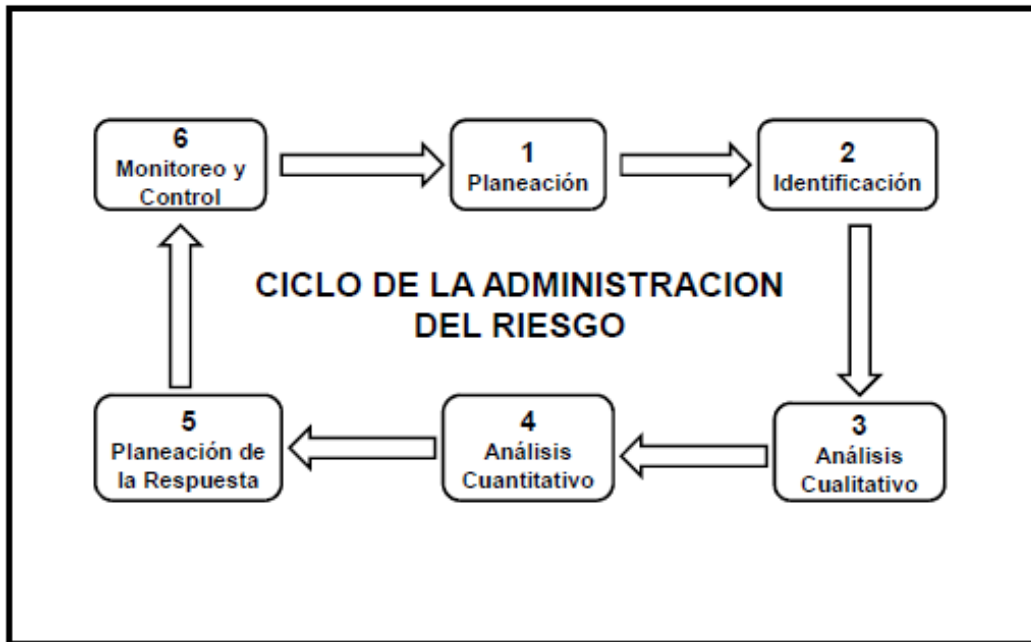 6
Monitoreo y
Control
1
Planeación
2
Identificación
CICLO DE LA ADMINISTRACION
DEL RIESGO
5
Planeación de
la Respuesta
4
Análisis
Cuantitativo
3
Análisis
Cualitativo